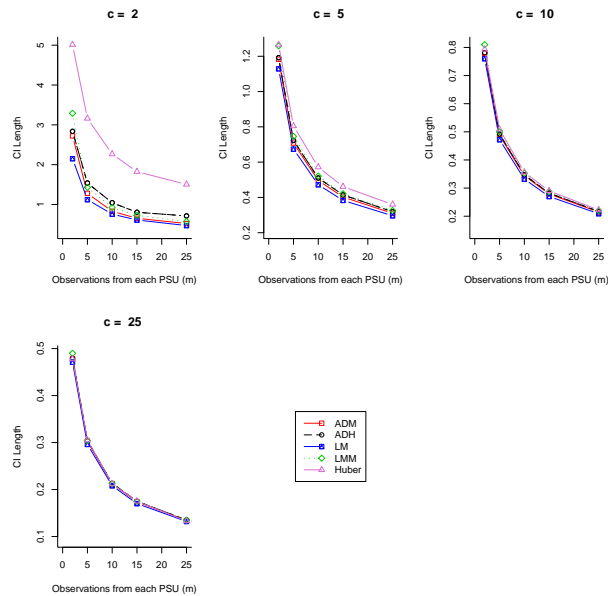 c = 2
CI Length
5
4
3
2
1
0 5 10 15 20 25
Observations from each PSU (m)
c = 5
CI Length
1.2
1.0
0.8
0.6
0.4
0.2
0 5 10 15 20 25
Observations from each PSU (m)
c = 10
CI Length
0.8
0.7
0.6
0.5
0.4
0.3
0.2
0 5 10 15 20 25
Observations from each PSU (m)
c = 25
CI Length
0.5
0.4
0.3
0.2
0.1
0 5 10 15 20 25
Observations from each PSU (m)
ADM
ADH
LM
LMM
Huber